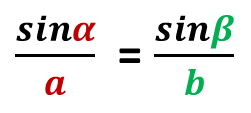 sinα / a = sinβ / b